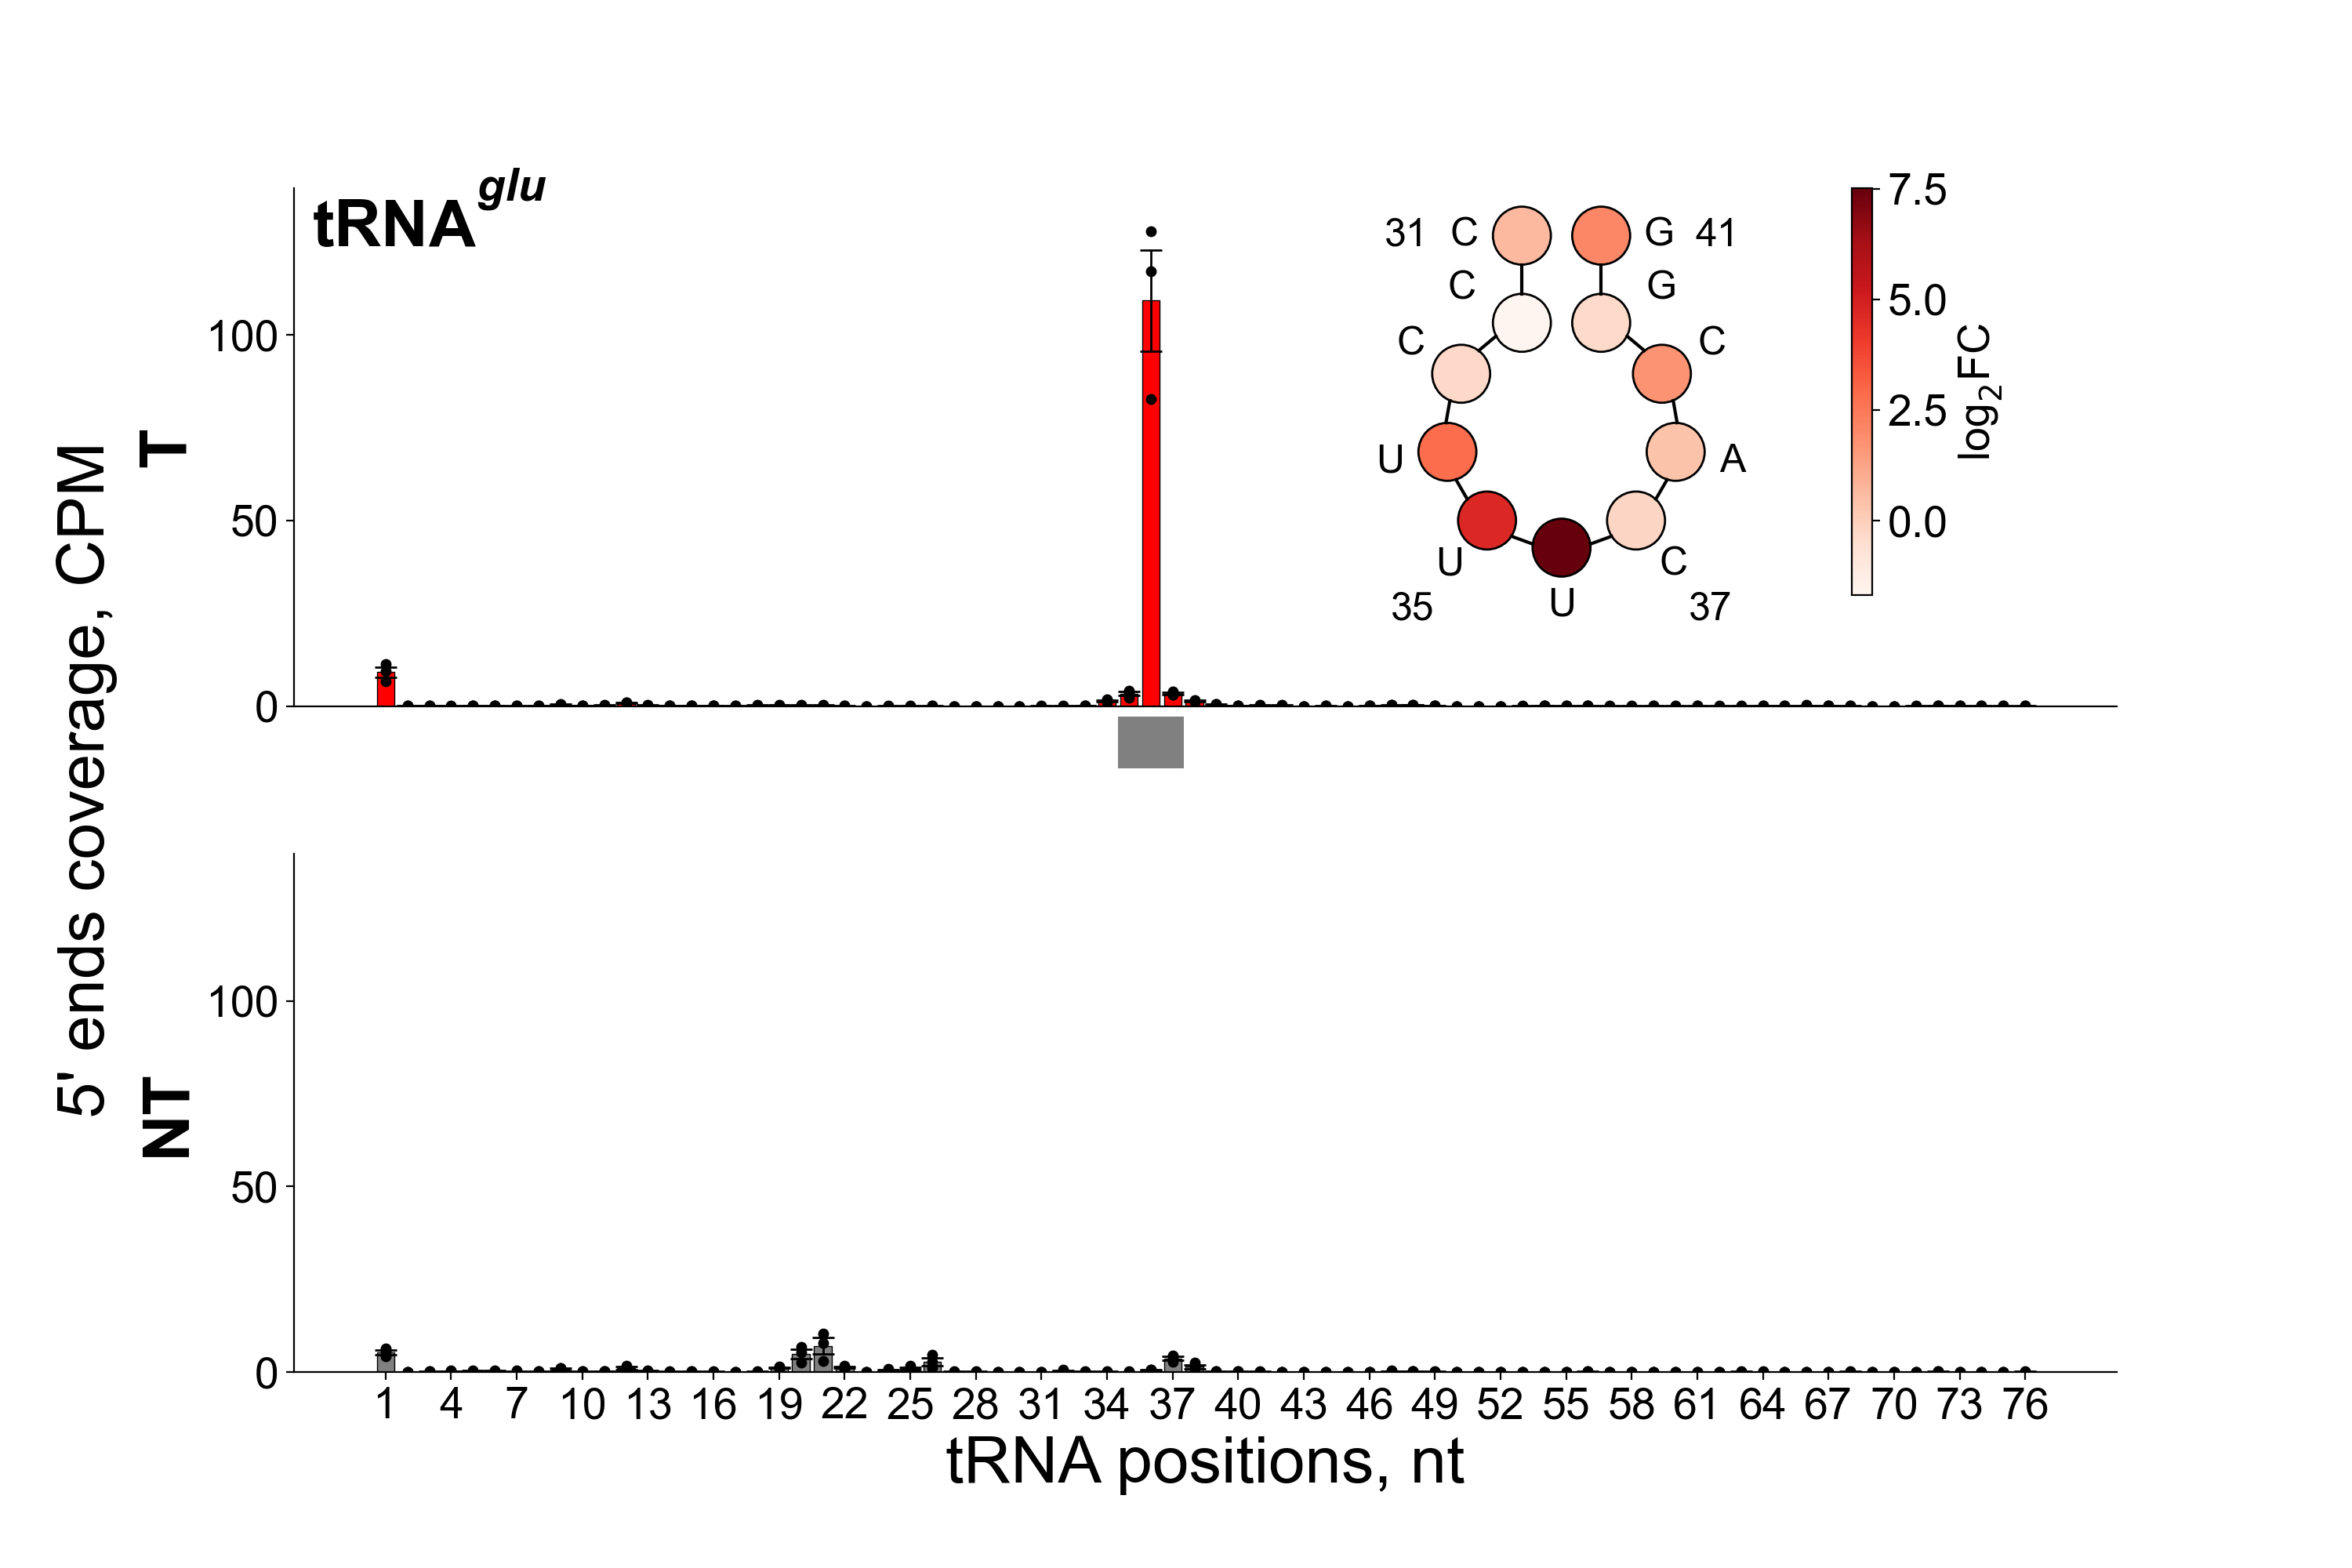 tRNAglu
5' ends coverage, CPM
T
100
50
0
31 C G 41
C G
C C
U A
U C
35 U 37
7.5
5.0
2.5
0.0
log2FC
NT
100
50
0
1 4 7 10 13 16 19 22 25 28 31 34 37 40 43 46 49 52 55 58 61 64 67 70 73 76
tRNA positions, nt